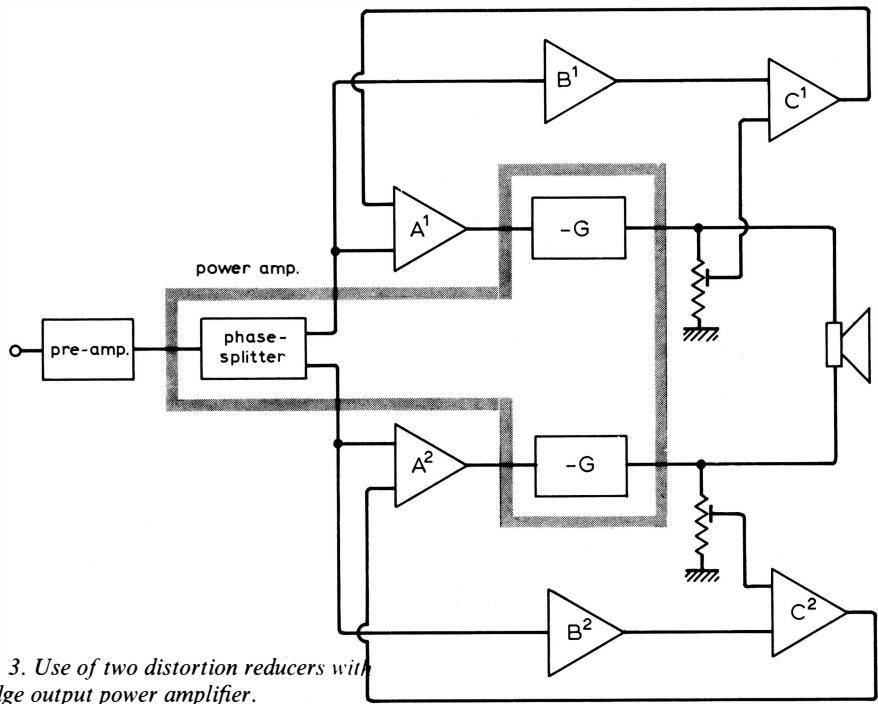 B¹
C¹
A¹
-G
power amp.
pre-amp.
phase-
splitter
A²
-G
B²
C²
3. Use of two distortion reducers with
dge output power amplifier.